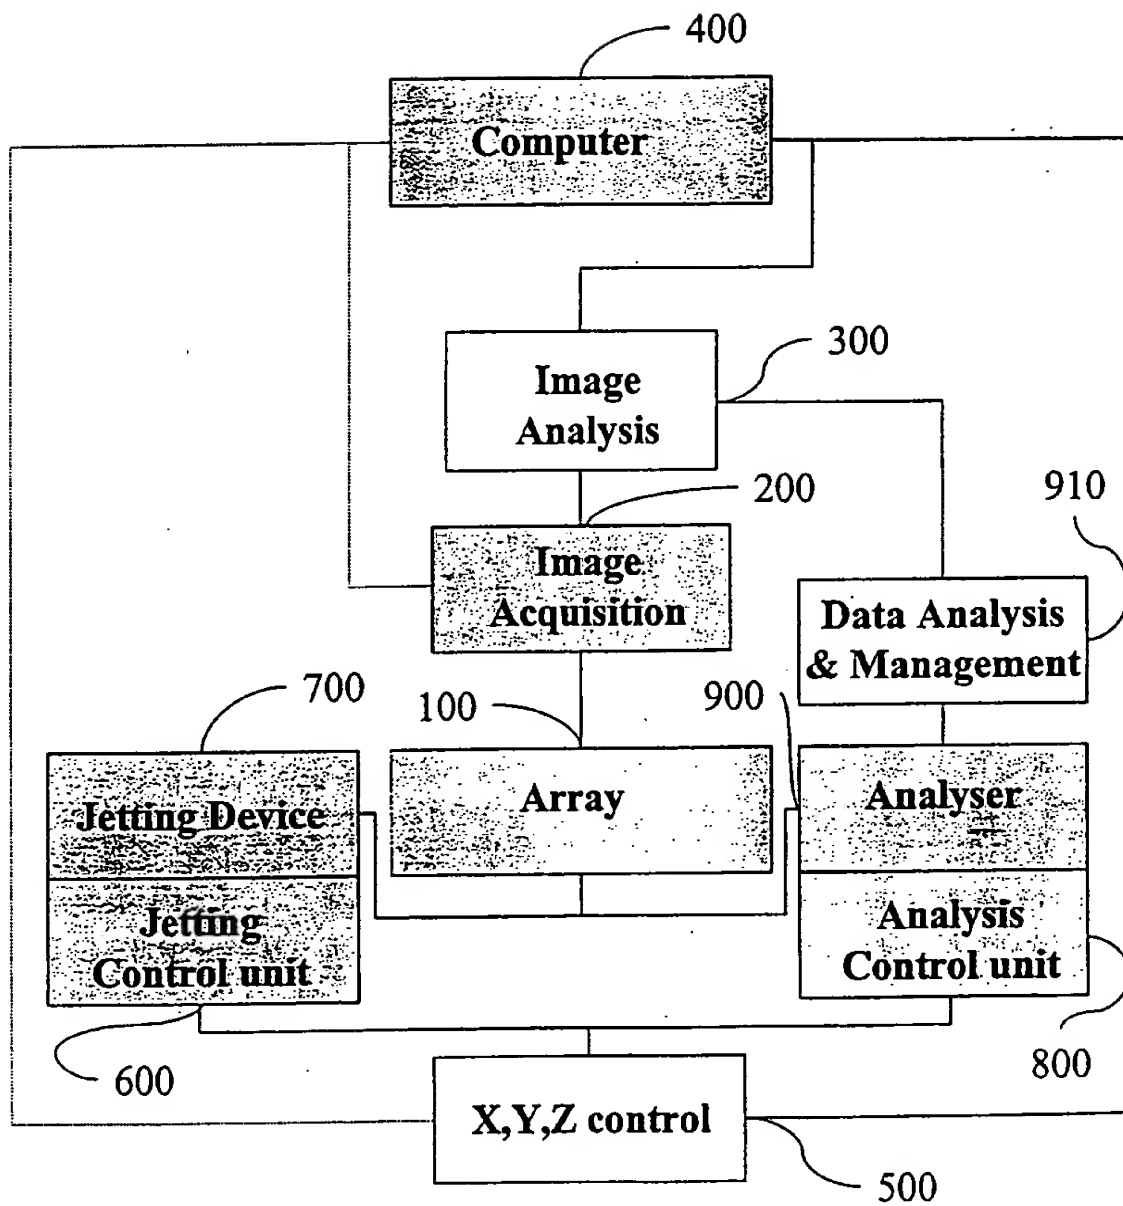 400
Computer
300
Image
Analysis
200
910
Image
Acquisition
Data Analysis
& Management
700
100
900
Jetting Device
Array
Analyser
Jetting
Control unit
Analysis
Control unit
600
800
X,Y,Z control
500